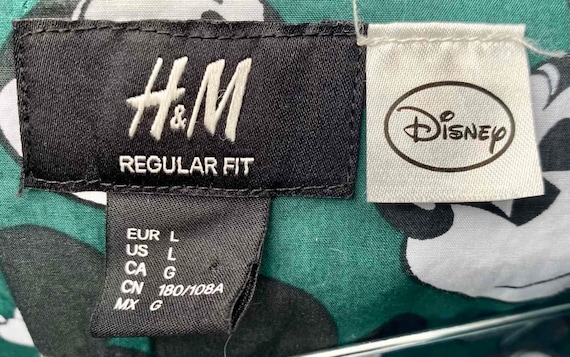 H&M
REGULAR FIT
Disney
EUR L
US L
CA G
CN 180/108A
MX G